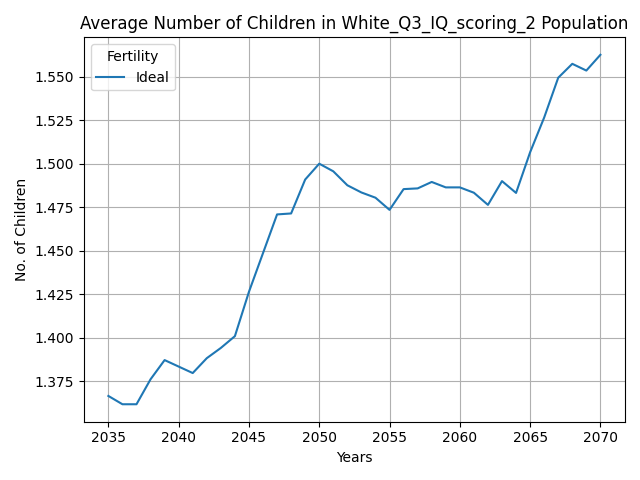 Average Number of Children in White_Q3_IQ_scoring_2 Population
Fertility
Ideal
No. of Children
1.550
1.525
1.500
1.475
1.450
1.425
1.400
1.375
2035 2040 2045 2050 2055 2060 2065 2070
Years